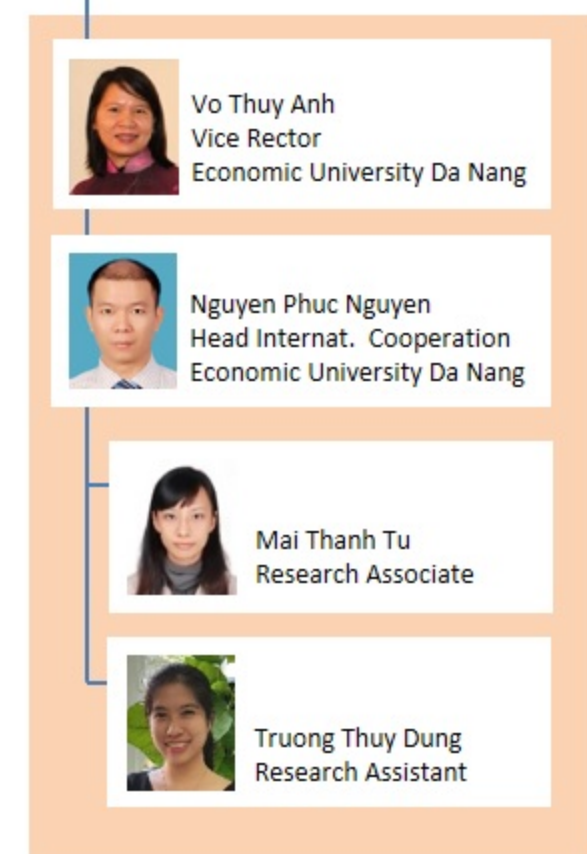 Vo Thuy Anh
Vice Rector
Economic University Da Nang
Nguyen Phuc Nguyen
Head Internat.  Cooperation
Economic University Da Nang
Mai Thanh Tu
Research Associate
Truong Thuy Dung
Research Assistant